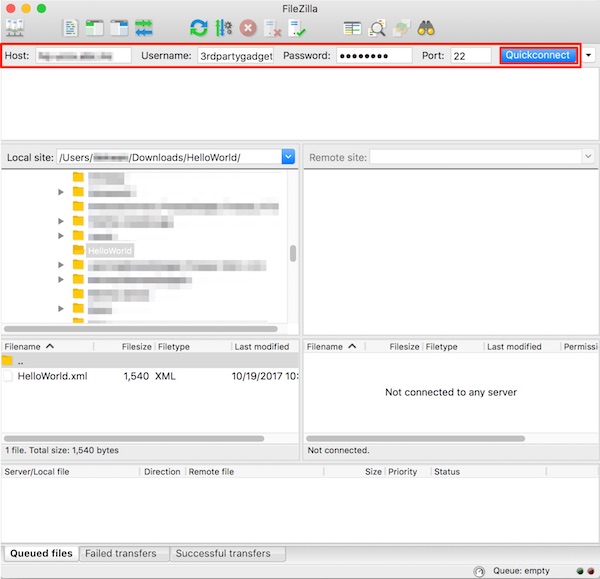 FileZilla
Host: Username: 3rdpartygadget Password: ●●●●●●●● Port: 22 Quickconnect
Local site: /Users/ /Downloads/HelloWorld/ Remote site:
HelloWorld
Filename Filesize Filetype Last modified Filename Filesize Filetype Last modified Permissi
..
HelloWorld.xml 1,540 XML 10/19/2017 10:
Not connected to any server
1 file. Total size: 1,540 bytes Not connected.
Server/Local file Direction Remote file Size Priority Status
Queued files Failed transfers Successful transfers
Queue: empty